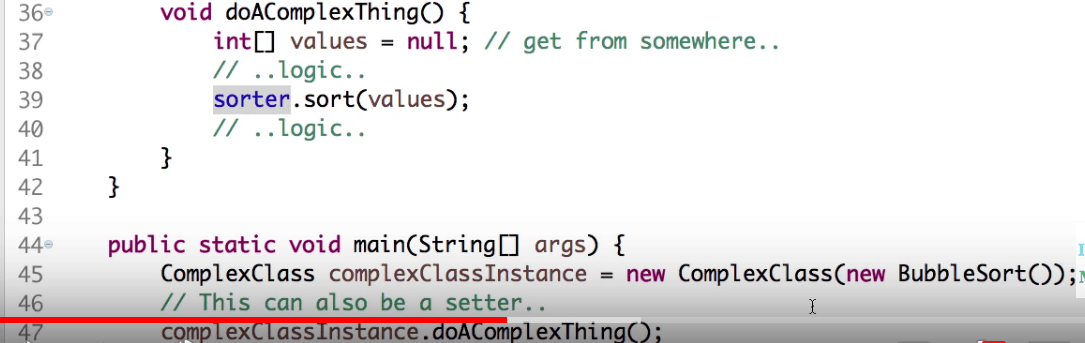 36 void doAComplexThing() {
37 int[] values = null; // get from somewhere..
38 // ..logic..
39 sorter.sort(values);
40 // ..logic..
41 }
42 }
43
44 public static void main(String[] args) {
45 ComplexClass complexClassInstance = new ComplexClass(new BubbleSort());
46 // This can also be a setter..
47 complexClassInstance.doAComplexThing();